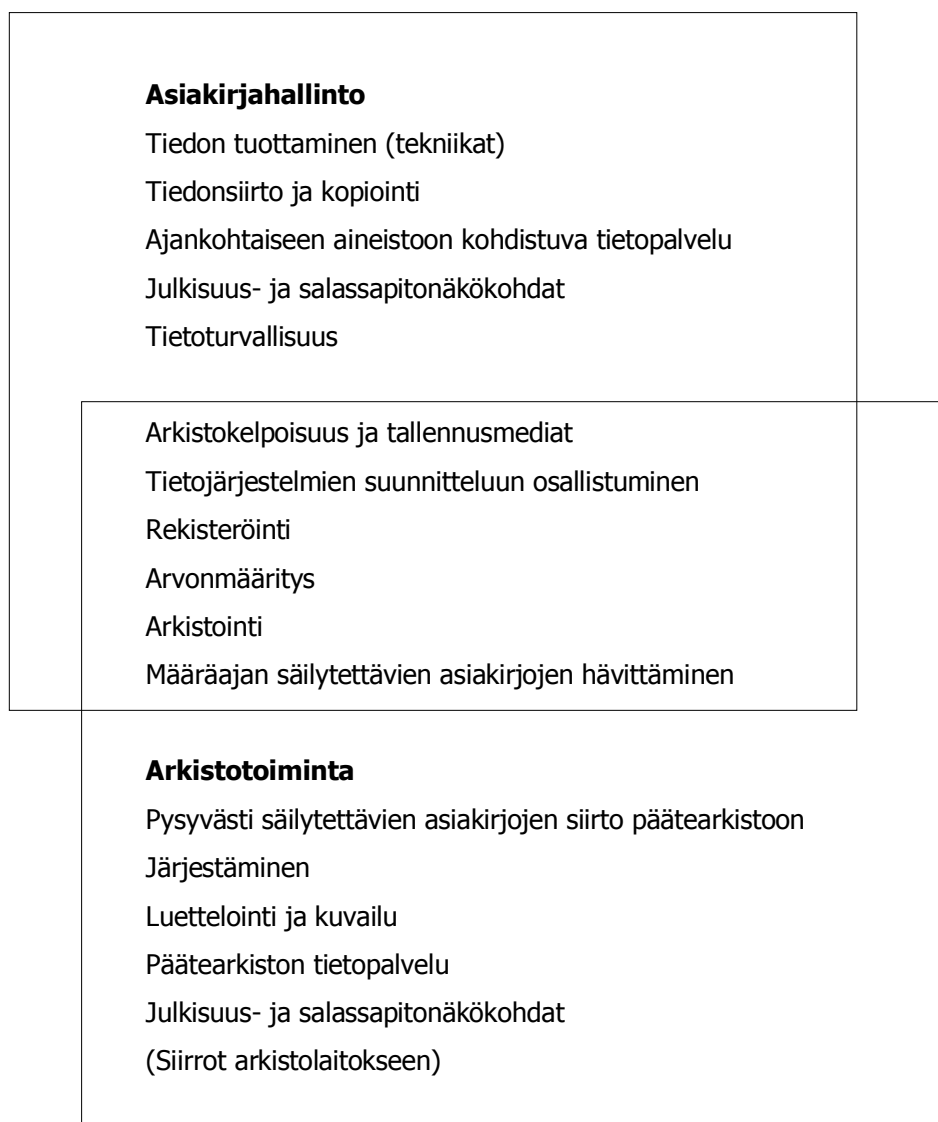 Asiakirjahallinto
Tiedon tuottaminen (tekniikat)
Tiedonsiirto ja kopiointi
Ajankohtaiseen aineistoon kohdistuva tietopalvelu
Julkisuus- ja salassapitonäkökohdat
Tietoturvallisuus
Arkistokelpoisuus ja tallennusmediat
Tietojärjestelmien suunnitteluun osallistuminen
Rekisteröinti
Arvonmääritys
Arkistointi
Määräajan säilytettävien asiakirjojen hävittäminen
Arkistotoiminta
Pysyvästi säilytettävien asiakirjojen siirto päätearkistoon
Järjestäminen
Luettelointi ja kuvailu
Päätearkiston tietopalvelu
Julkisuus- ja salassapitonäkökohdat
(Siirrot arkistolaitokseen)